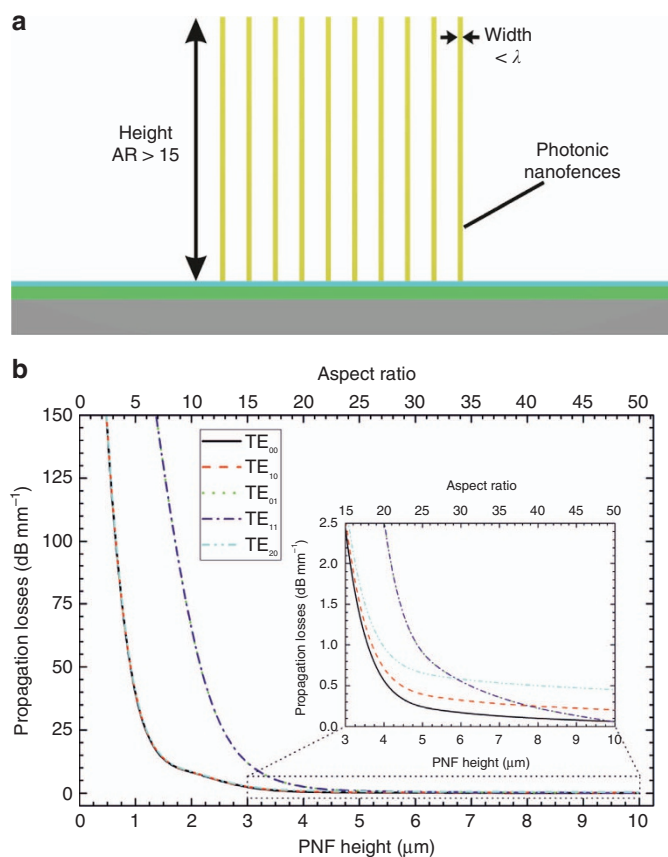 a
Width
< λ
Height
AR > 15
Photonic
nanofences
b
Aspect ratio
0 5 10 15 20 25 30 35 40 45 50
150
125
100
75
50
25
0
Propagation losses (dB mm⁻¹)
TE₀₀
TE₁₀
TE₀₁
TE₁₁
TE₂₀
Aspect ratio
15 20 25 30 35 40 45 50
2.5
2.0
1.5
1.0
0.5
0.0
Propagation losses (dB mm⁻¹)
3 4 5 6 7 8 9 10
PNF height (μm)
0 1 2 3 4 5 6 7 8 9 10
PNF height (μm)